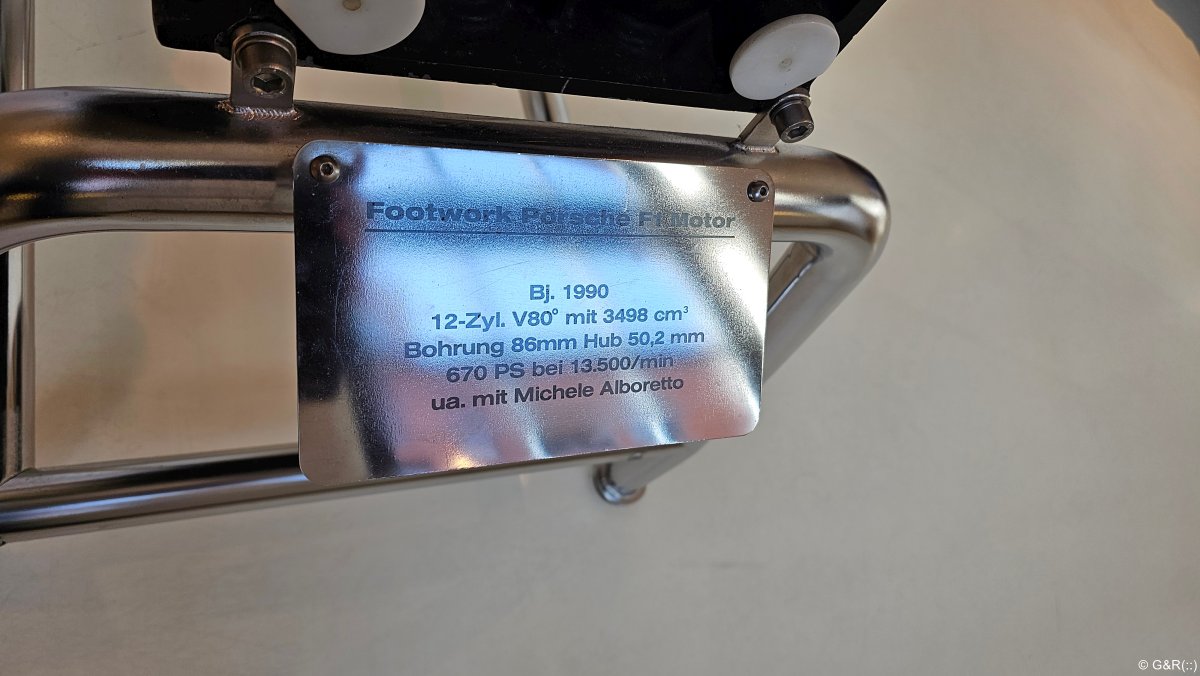 Footwork Porsche F1 Motor
Bj. 1990
12-Zyl. V80° mit 3498 cm³
Bohrung 86mm Hub 50,2 mm
670 PS bei 13.500/min
ua. mit Michele Alboretto
© G&R(::)